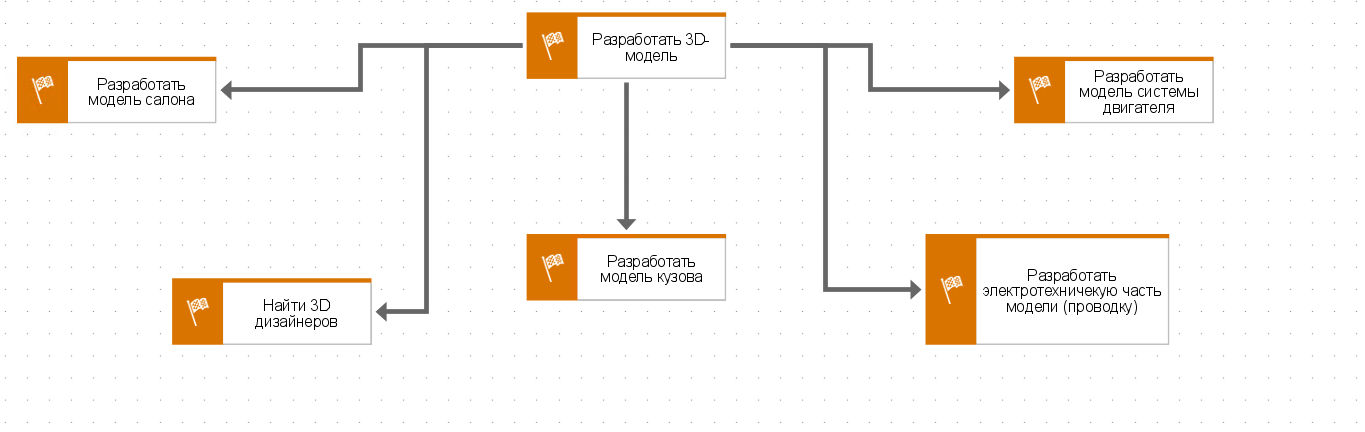 Разработать 3D-
модель
Разработать
модель салона
Разработать
модель системы
двигателя
Разработать
модель кузова
Найти 3D
дизайнеров
Разработать
электротехничекую часть
модели (проводку)